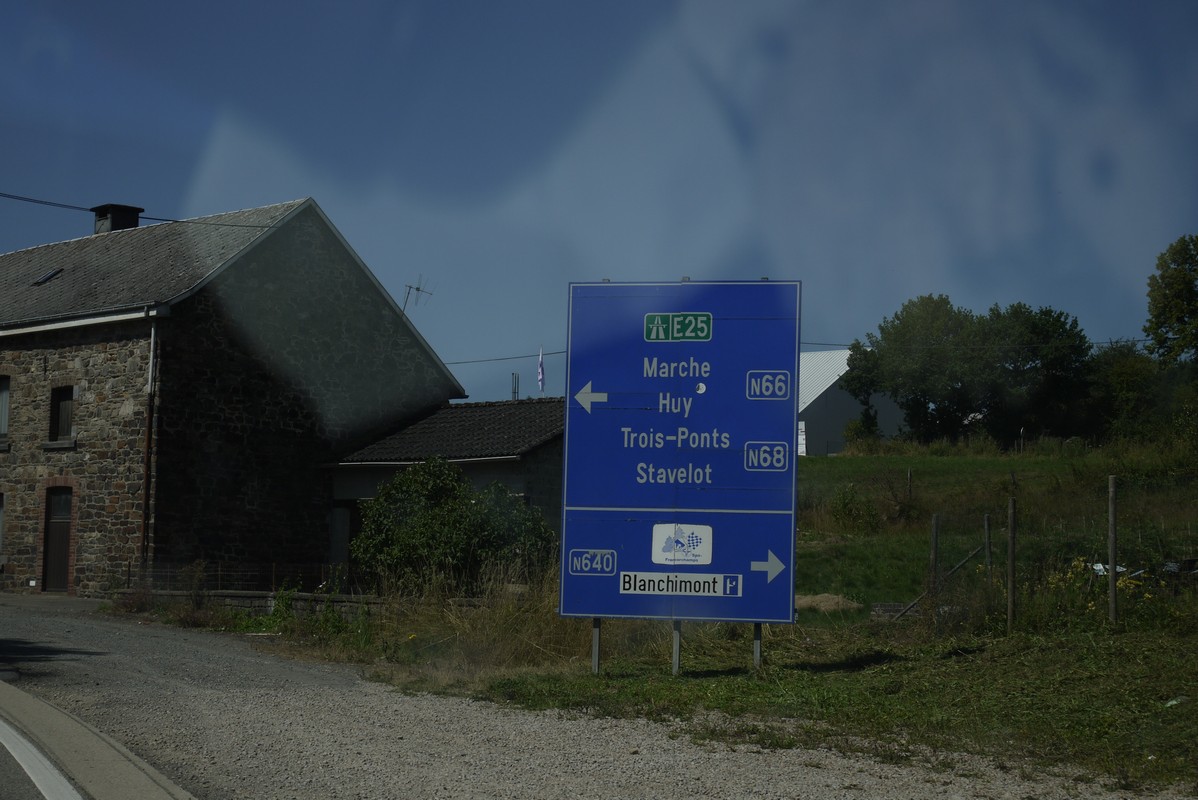 E25
Marche
N66
Huy
Trois-Ponts
N68
Stavelot
N640
Blanchimont